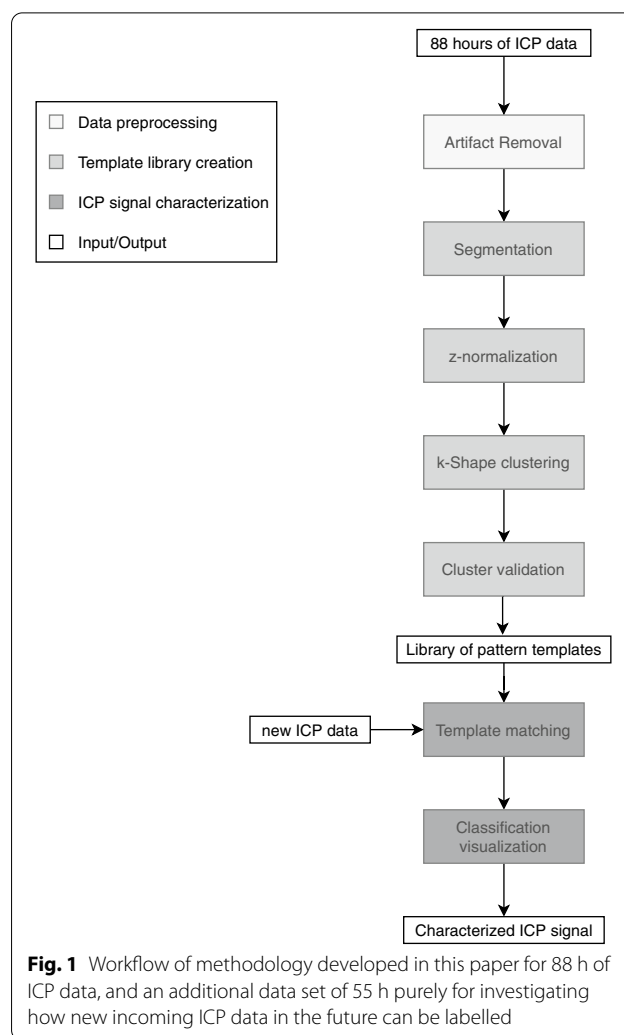 88 hours of ICP data
Data preprocessing
Template library creation
ICP signal characterization
Input/Output
Artifact Removal
Segmentation
z-normalization
k-Shape clustering
Cluster validation
Library of pattern templates
new ICP data
Template matching
Classification
visualization
Characterized ICP signal
Fig. 1 Workflow of methodology developed in this paper for 88 h of
ICP data, and an additional data set of 55 h purely for investigating
how new incoming ICP data in the future can be labelled